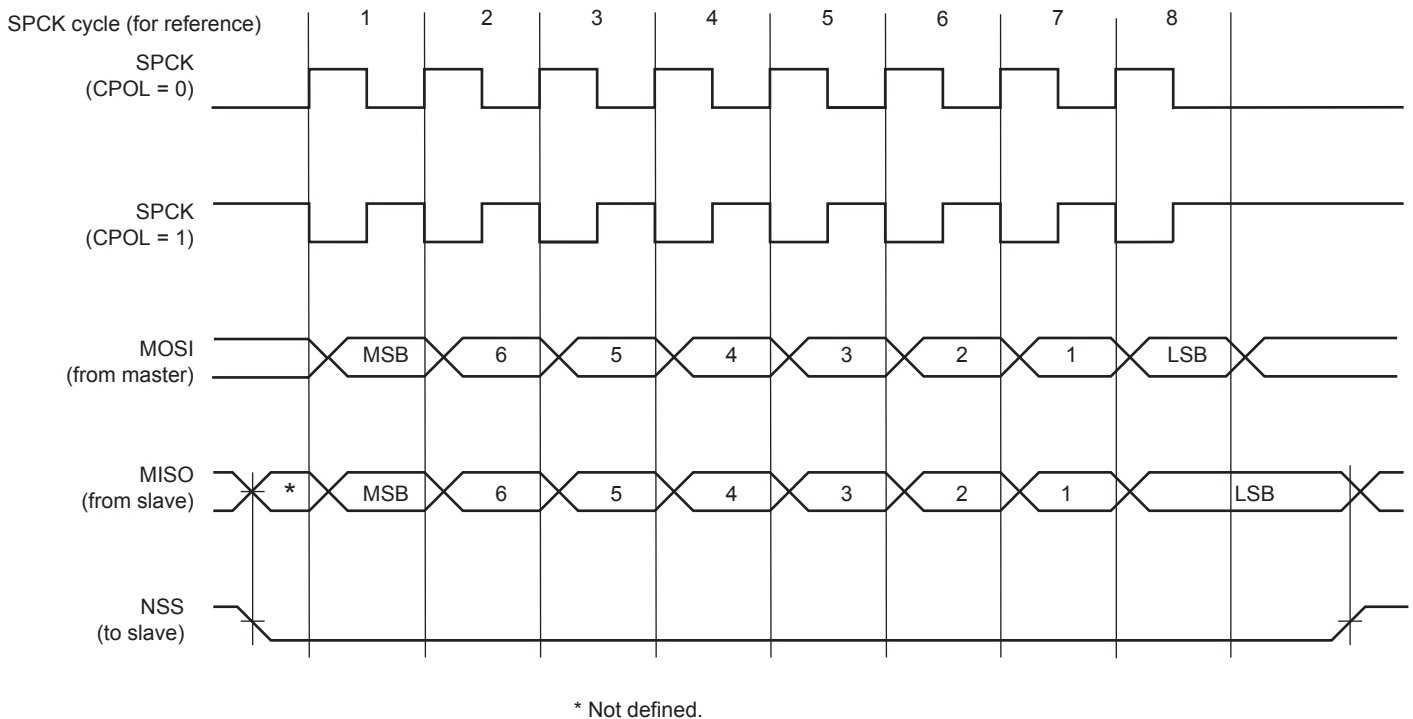 SPCK cycle (for reference)
1 2 3 4 5 6 7 8
SPCK
(CPOL = 0)
SPCK
(CPOL = 1)
MOSI
(from master)
MSB 6 5 4 3 2 1 LSB
MISO
(from slave)
* MSB 6 5 4 3 2 1 LSB
NSS
(to slave)
* Not defined.